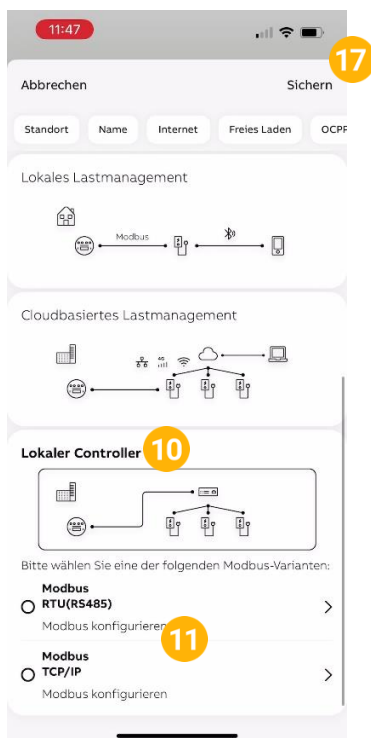 11:47
17
Abbrechen Sichern
Standort Name Internet Freies Laden OCPP
Lokales Lastmanagement
Modbus
Cloudbasiertes Lastmanagement
4G
Lokaler Controller 10
Bitte wählen Sie eine der folgenden Modbus-Varianten:
Modbus
RTU(RS485)
Modbus konfigurieren
11
Modbus
TCP/IP
Modbus konfigurieren